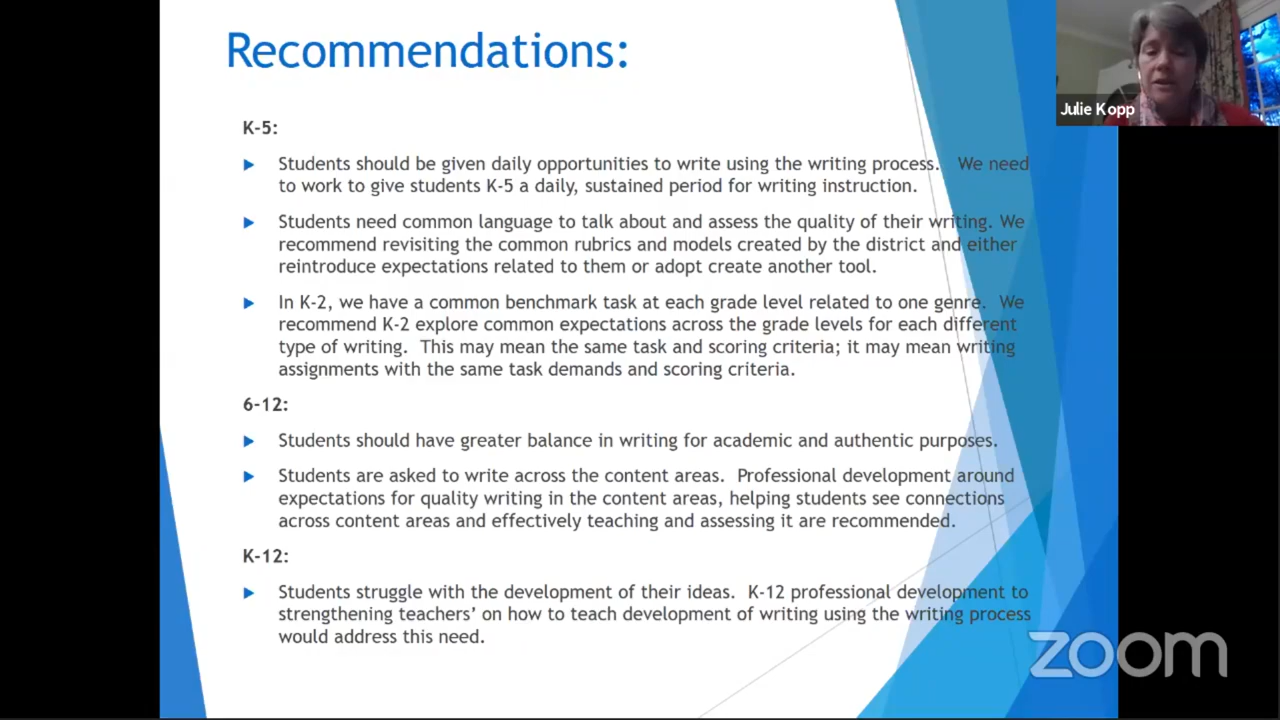 Recommendations:
Julie Kopp
K-5:
Students should be given daily opportunities to write using the writing process. We need
to work to give students K-5 a daily, sustained period for writing instruction.
Students need common language to talk about and assess the quality of their writing. We
recommend revisiting the common rubrics and models created by the district and either
reintroduce expectations related to them or adopt create another tool.
In K-2, we have a common benchmark task at each grade level related to one genre. We
recommend K-2 explore common expectations across the grade levels for each different
type of writing. This may mean the same task and scoring criteria; it may mean writing
assignments with the same task demands and scoring criteria.
6-12:
Students should have greater balance in writing for academic and authentic purposes.
Students are asked to write across the content areas. Professional development around
expectations for quality writing in the content areas, helping students see connections
across content areas and effectively teaching and assessing it are recommended.
K-12:
Students struggle with the development of their ideas. K-12 professional development to
strengthening teachers' on how to teach development of writing using the writing process
would address this need.
zoom